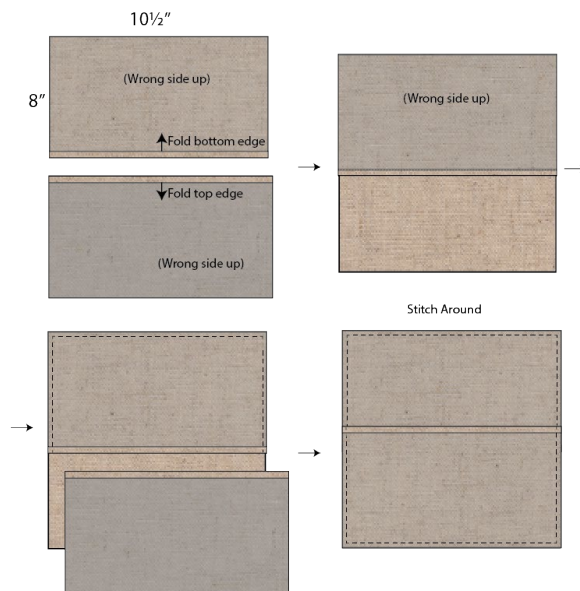 10½”
8”
(Wrong side up)
Fold bottom edge
Fold top edge
(Wrong side up)
(Wrong side up)
Stitch Around